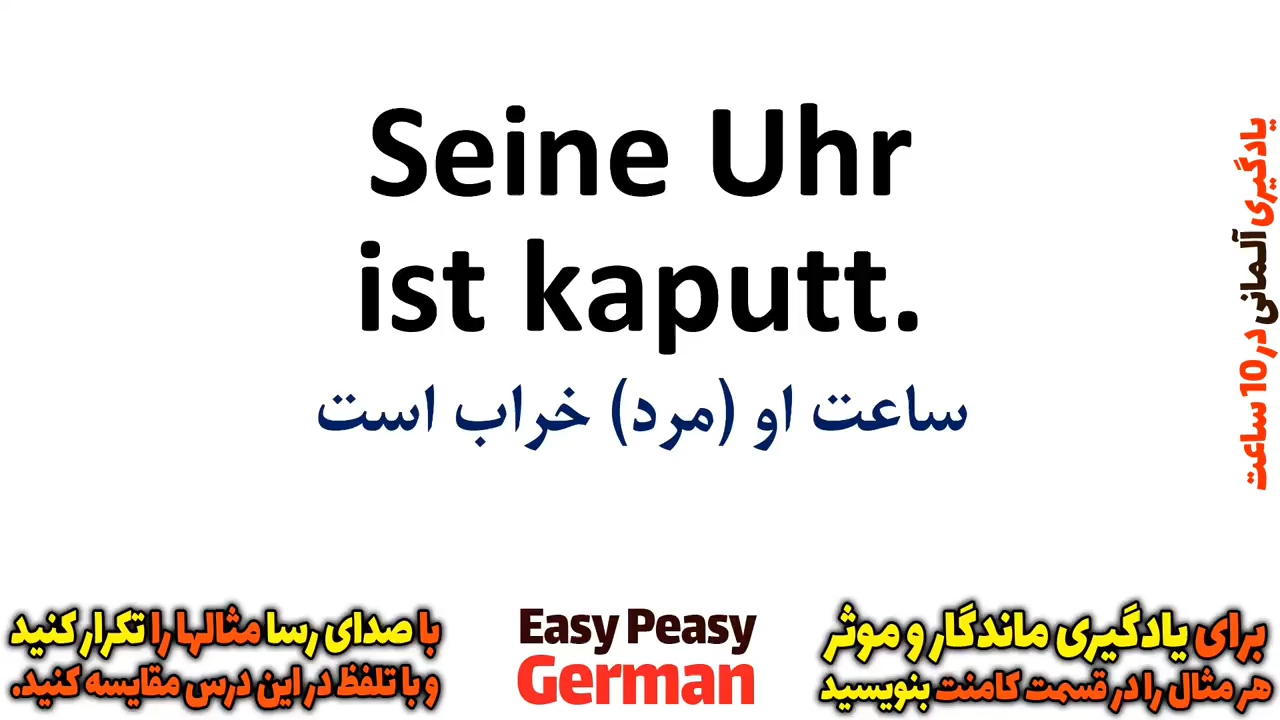 Seine Uhr
ist kaputt.
ساعت او (مرد) خراب است
یادگیری آلمانی در 10 ساعت
با صدای رسا مثالها را تکرار کنید
و با تلفظ در این درس مقایسه کنید.
Easy Peasy
German
برای یادگیری ماندگار و موثر
هر مثال را در قسمت کامنت بنویسید